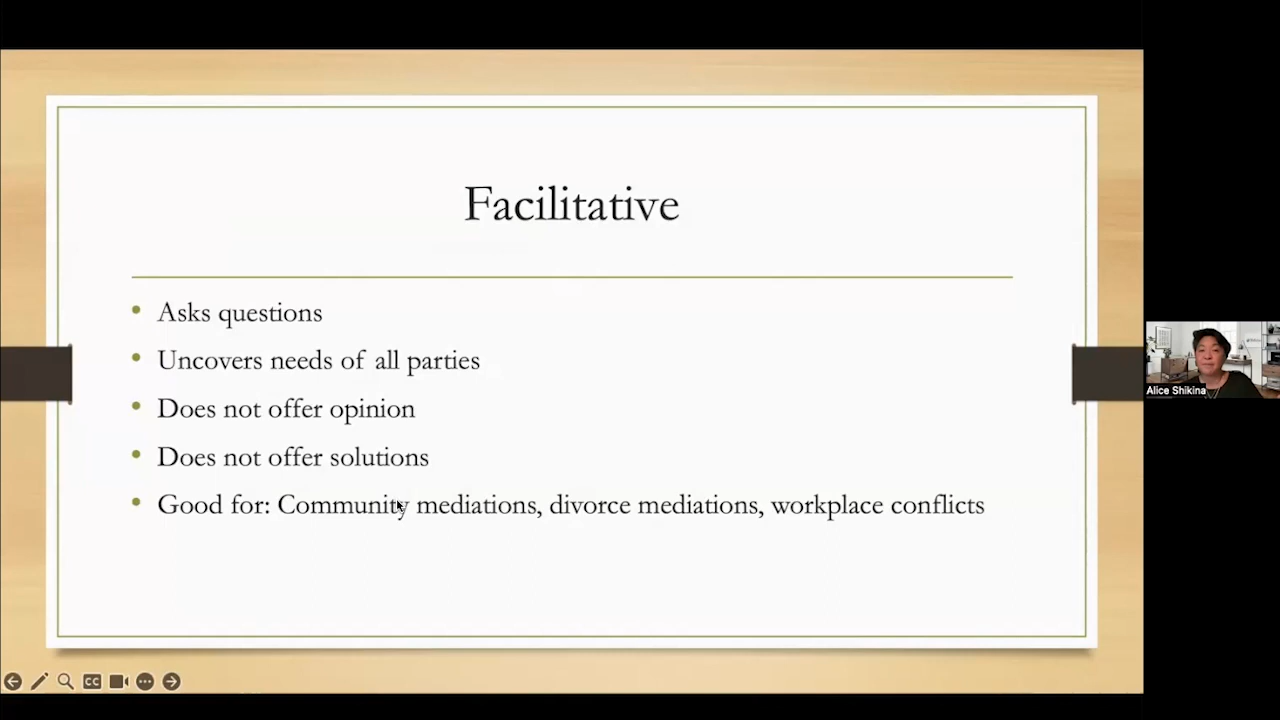 Facilitative
Asks questions
Uncovers needs of all parties
Does not offer opinion
Does not offer solutions
Good for: Community mediations, divorce mediations, workplace conflicts
Alice Shikina
CC